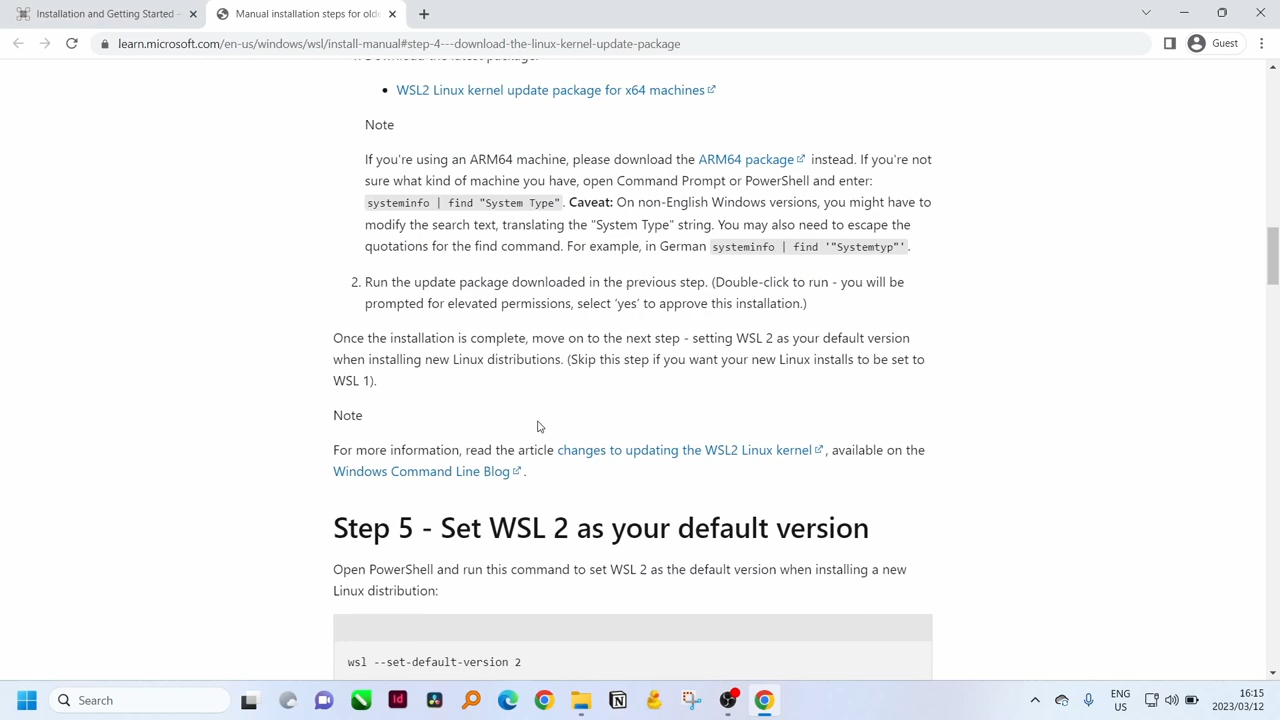 Installation and Getting Started -
Manual installation steps for olde
learn.microsoft.com/en-us/windows/wsl/install-manual#step-4---download-the-linux-kernel-update-package
Guest
1. Download the latest package:
WSL2 Linux kernel update package for x64 machines
Note
If you're using an ARM64 machine, please download the ARM64 package instead. If you're not
sure what kind of machine you have, open Command Prompt or PowerShell and enter:
systeminfo | find "System Type". Caveat: On non-English Windows versions, you might have to
modify the search text, translating the "System Type" string. You may also need to escape the
quotations for the find command. For example, in German systeminfo | find '"Systemtyp"'.
2. Run the update package downloaded in the previous step. (Double-click to run - you will be
prompted for elevated permissions, select ‘yes’ to approve this installation.)
Once the installation is complete, move on to the next step - setting WSL 2 as your default version
when installing new Linux distributions. (Skip this step if you want your new Linux installs to be set to
WSL 1).
Note
For more information, read the article changes to updating the WSL2 Linux kernel, available on the
Windows Command Line Blog.
Step 5 - Set WSL 2 as your default version
Open PowerShell and run this command to set WSL 2 as the default version when installing a new
Linux distribution:
wsl --set-default-version 2
Search
Id
ENG
US
16:15
2023/03/12